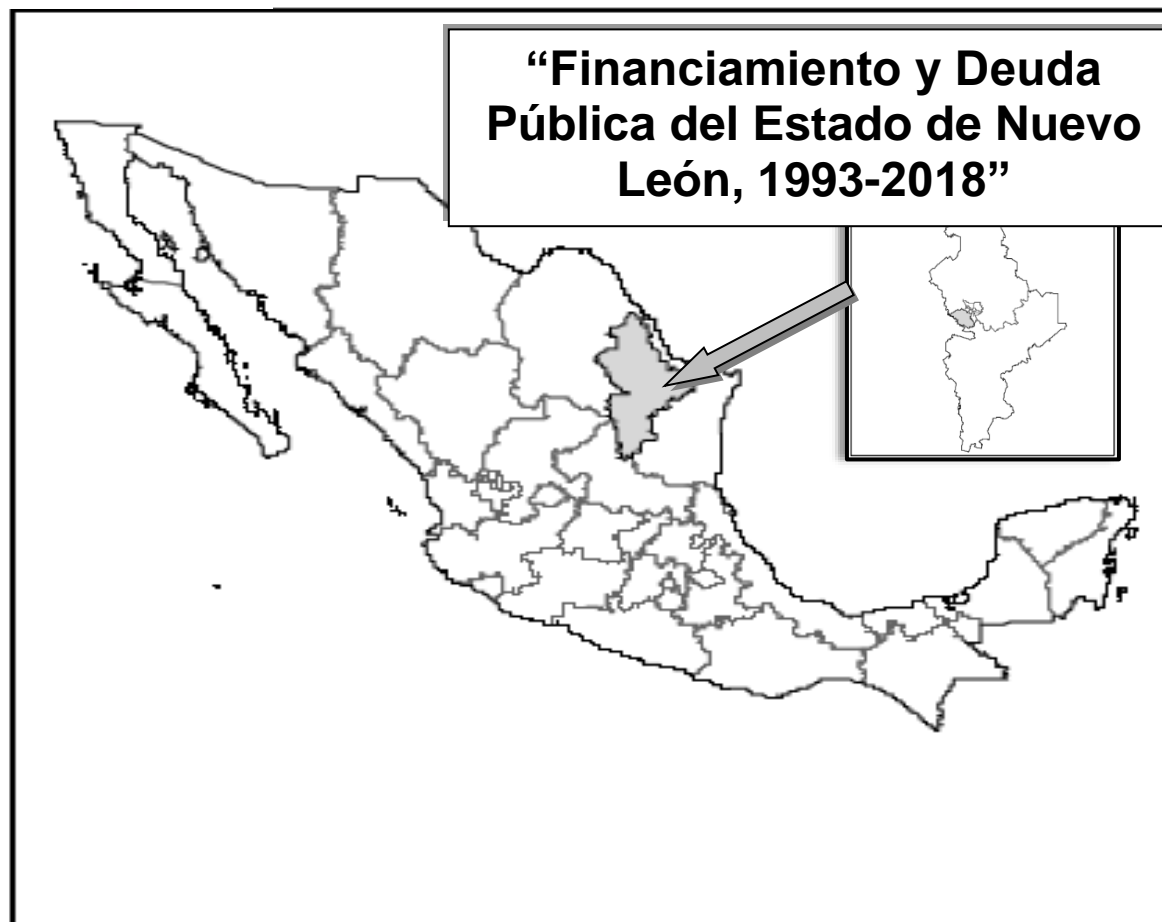 “Financiamiento y Deuda
Pública del Estado de Nuevo
León, 1993-2018”